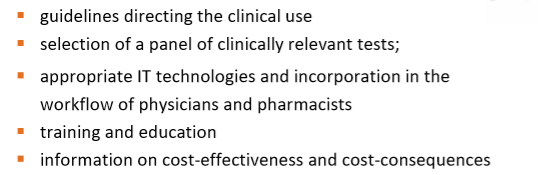 ▪ guidelines directing the clinical use
▪ selection of a panel of clinically relevant tests;
▪ appropriate IT technologies and incorporation in the
workflow of physicians and pharmacists
▪ training and education
▪ information on cost-effectiveness and cost-consequences